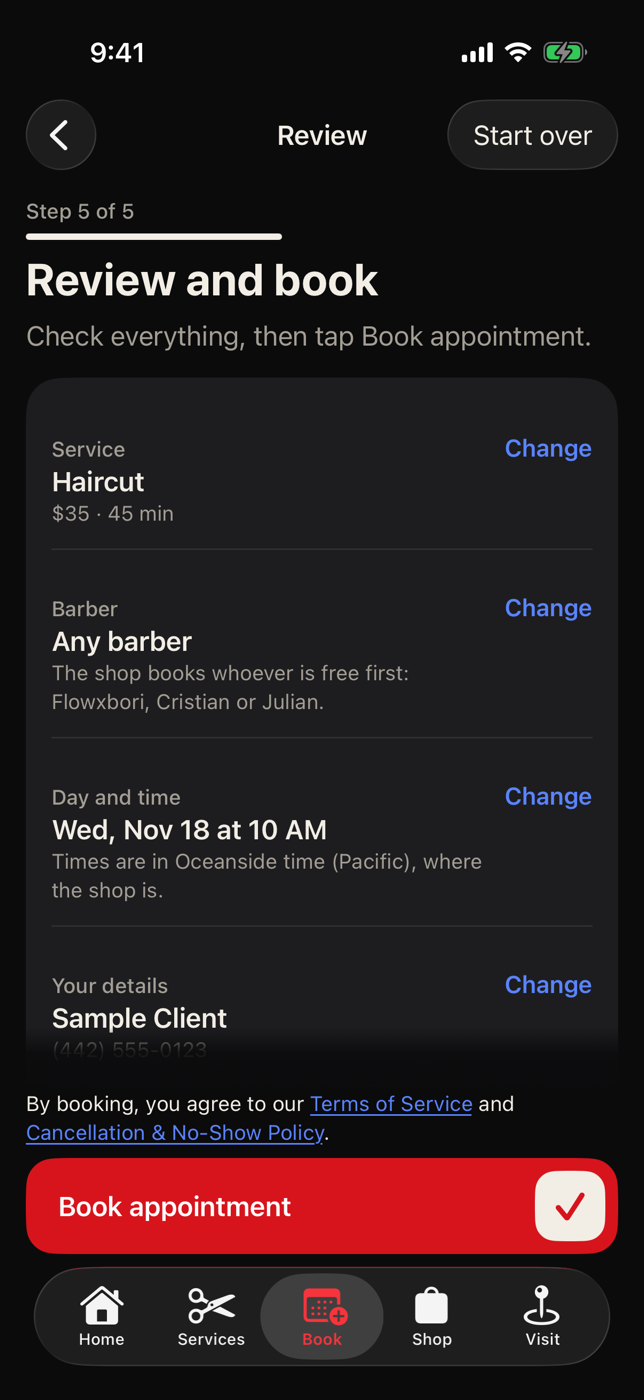 9:41
Review
Start over
Step 5 of 5
Review and book
Check everything, then tap Book appointment.
Service
Change
Haircut
$35 · 45 min
Barber
Change
Any barber
The shop books whoever is free first:
Flowxbori, Cristian or Julian.
Day and time
Change
Wed, Nov 18 at 10 AM
Times are in Oceanside time (Pacific), where
the shop is.
Your details
Change
Sample Client
(442) 555-0123
By booking, you agree to our Terms of Service and
Cancellation & No-Show Policy.
Book appointment
Home
Services
Book
Shop
Visit